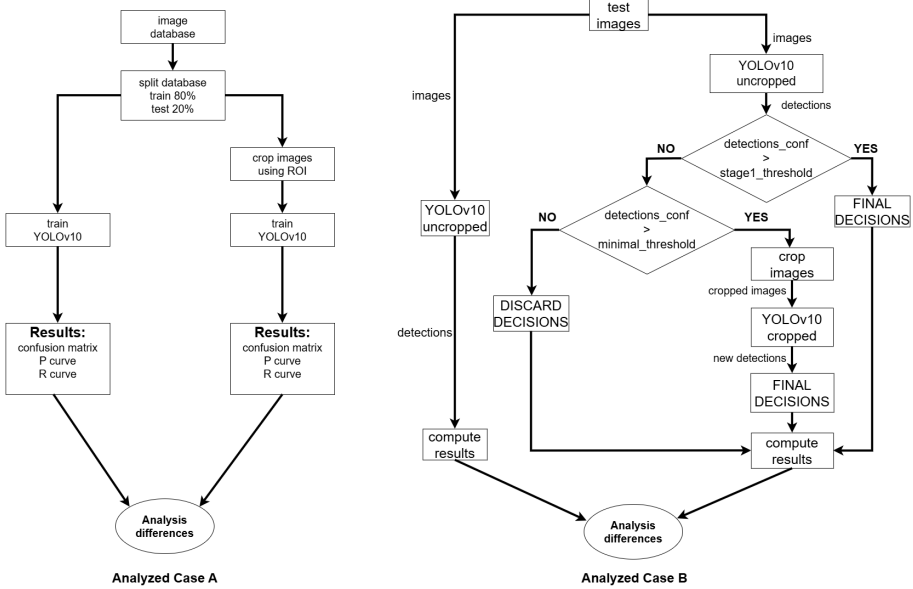 image
database
split database
train 80%
test 20%
crop images
using ROI
train
YOLOv10
train
YOLOv10
Results:
confusion matrix
P curve
R curve
Results:
confusion matrix
P curve
R curve
Analysis
differences
Analyzed Case A
test
images
images
images
YOLOv10
uncropped
detections
detections_conf
>
stage1_threshold
NO
YES
YOLOv10
uncropped
detections_conf
>
minimal_threshold
NO
YES
FINAL
DECISIONS
crop
images
cropped images
DISCARD
DECISIONS
YOLOv10
cropped
detections
new detections
FINAL
DECISIONS
compute
results
compute
results
Analysis
differences
Analyzed Case B